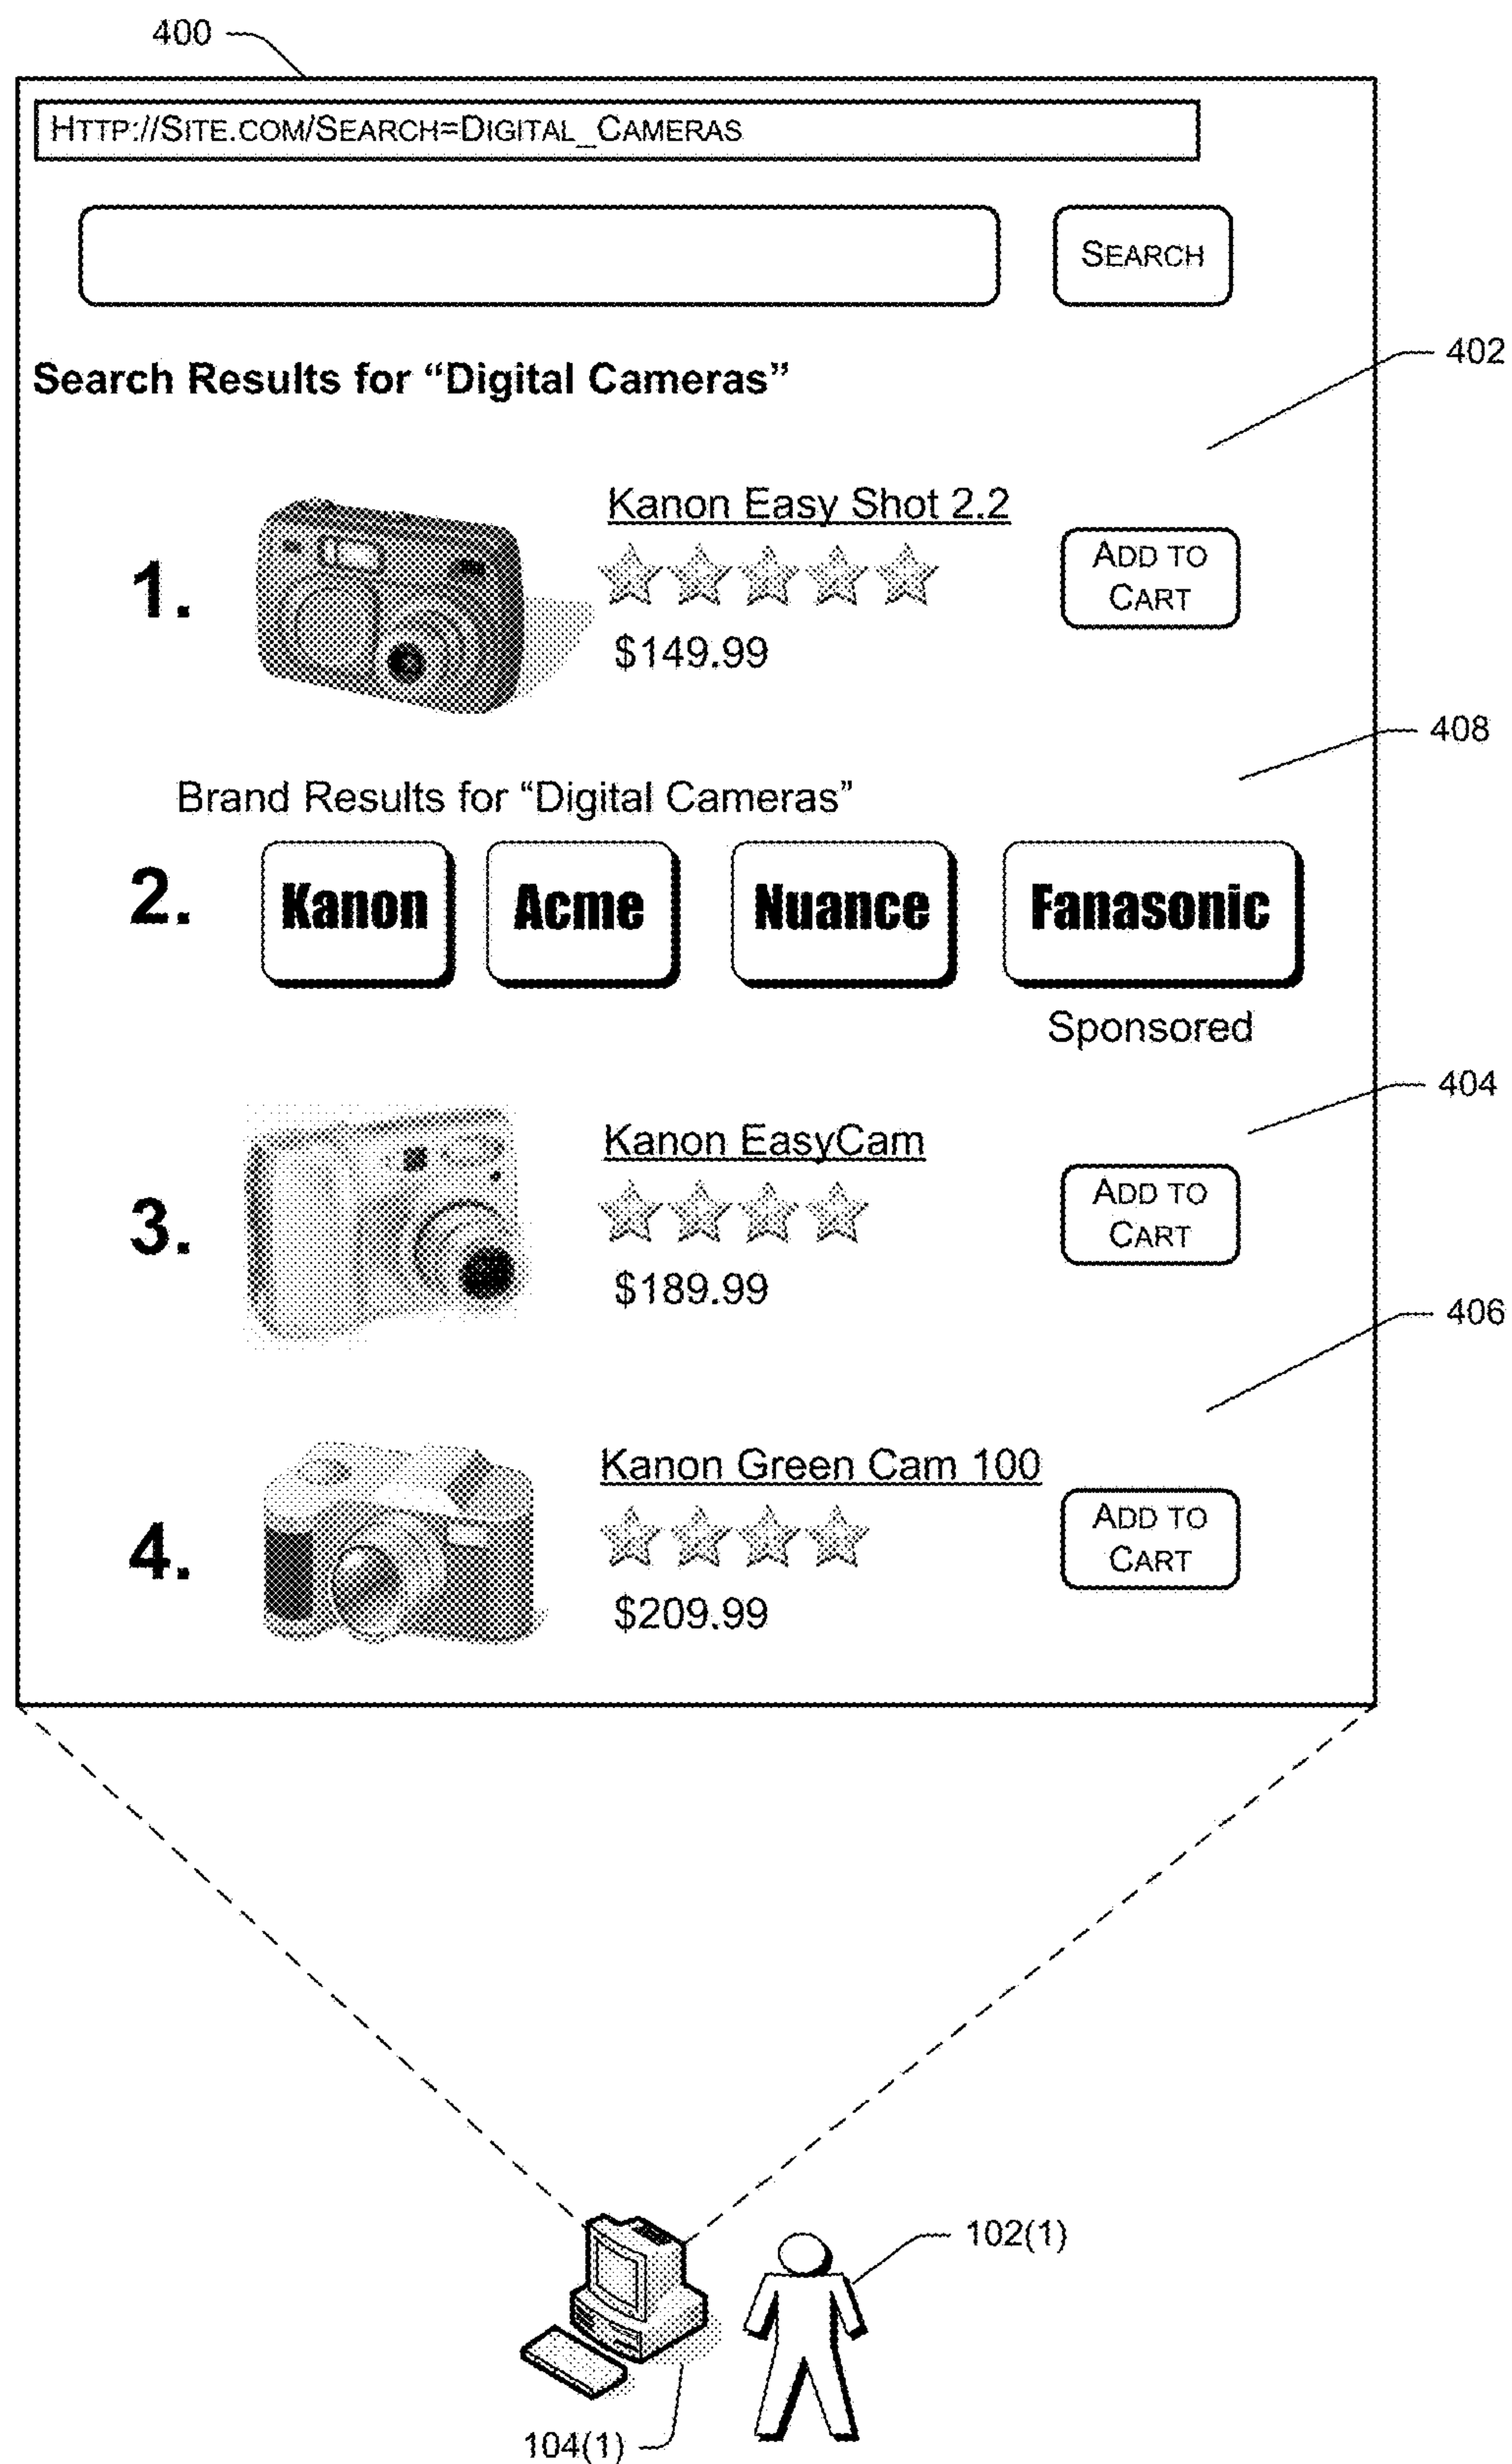 400
HTTP://SITE.COM/SEARCH=DIGITAL_CAMERAS
SEARCH
402
Search Results for “Digital Cameras”
1.
Kanon Easy Shot 2.2
$149.99
ADD TO
CART
408
Brand Results for “Digital Cameras”
2.
Kanon
Acme
Nuance
Fanasonic
Sponsored
404
3.
Kanon EasyCam
$189.99
ADD TO
CART
406
4.
Kanon Green Cam 100
$209.99
ADD TO
CART
102(1)
104(1)